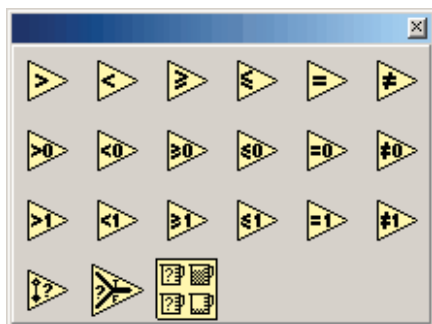 > < ≥ ≤ = ≠
>0 <0 ≥0 ≤0 =0 ≠0
>1 <1 ≥1 ≤1 =1 ≠1
? ? T F ? ?